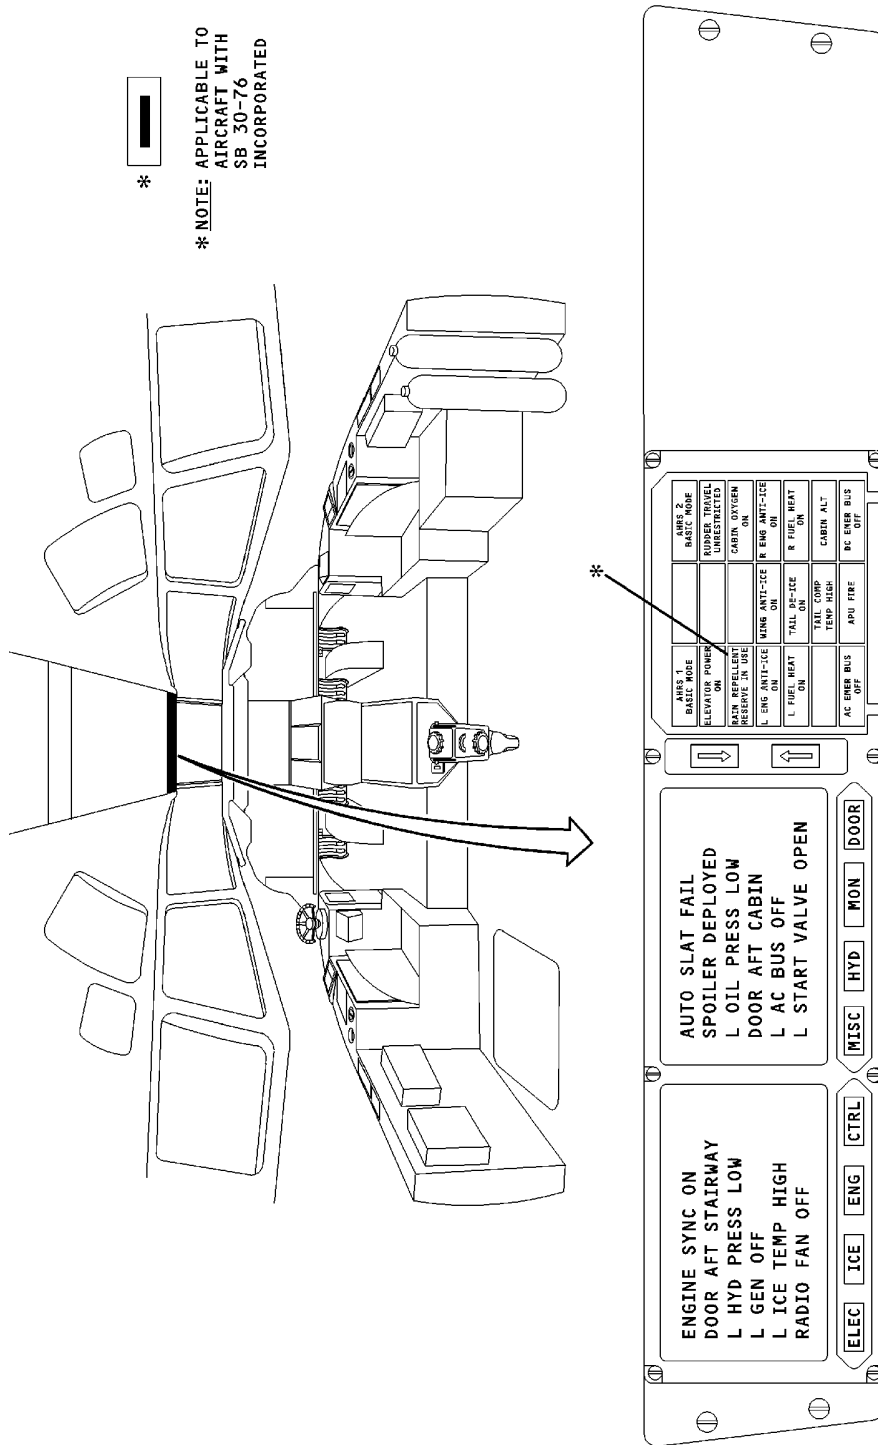 *
* NOTE: APPLICABLE TO
AIRCRAFT WITH
SB 30-76
INCORPORATED
*
ENGINE SYNC ON
DOOR AFT STAIRWAY
L HYD PRESS LOW
L GEN OFF
L ICE TEMP HIGH
RADIO FAN OFF
ELEC ICE ENG CTRL
AUTO SLAT FAIL
SPOILER DEPLOYED
L OIL PRESS LOW
DOOR AFT CABIN
L AC BUS OFF
L START VALVE OPEN
MISC HYD MON DOOR
AHRS 1
BASIC MODE
AHRS 2
BASIC MODE
ELEVATOR POWER
ON
RUDDER TRAVEL
UNRESTRICTED
RAIN REPELLENT
RESERVE IN USE
CABIN OXYGEN
ON
L ENG ANTI-ICE
ON
WING ANTI-ICE
ON
R ENG ANTI-ICE
ON
L FUEL HEAT
ON
TAIL DE-ICE
ON
R FUEL HEAT
ON
TAIL COMP
TEMP HIGH
CABIN ALT
AC EMER BUS
OFF
APU FIRE
DC EMER BUS
OFF